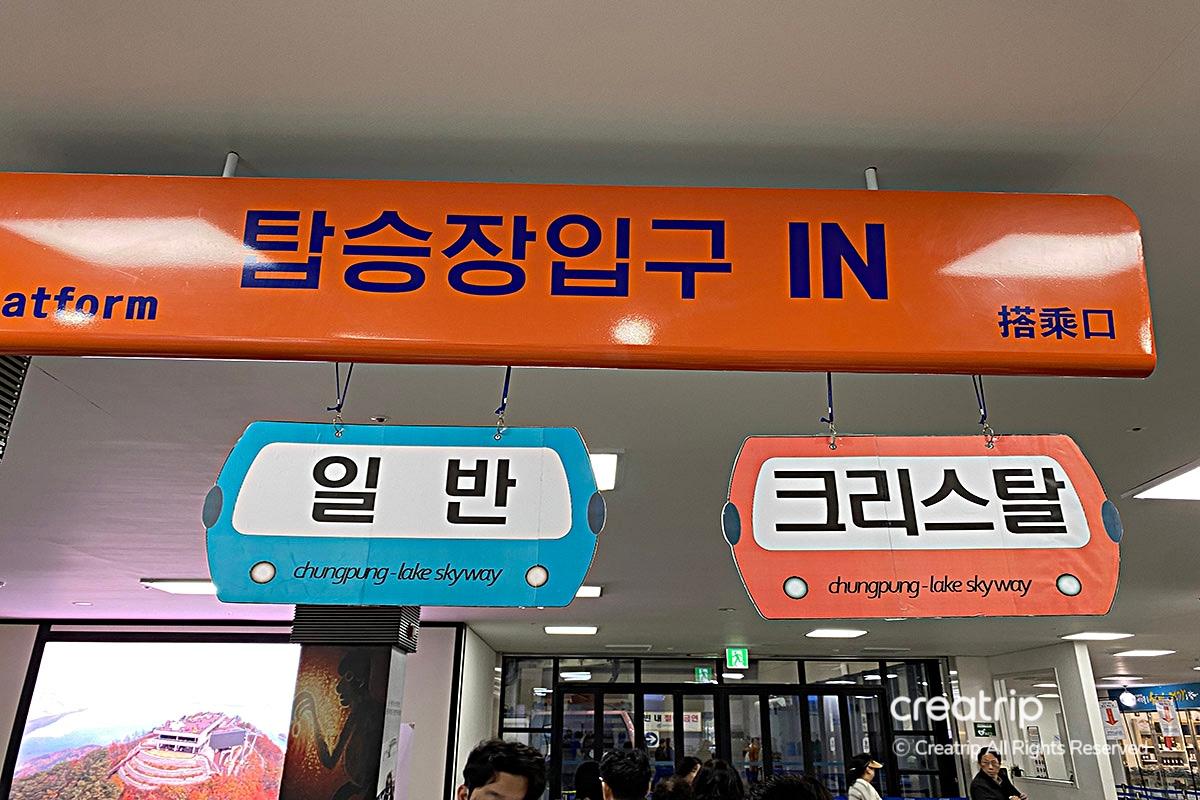 탑승장입구 IN
atform
搭乘口
일 반
chungpung-lake skyway
크리스탈
chungpung-lake skyway
creatrip
© Creatrip All Rights Reserved